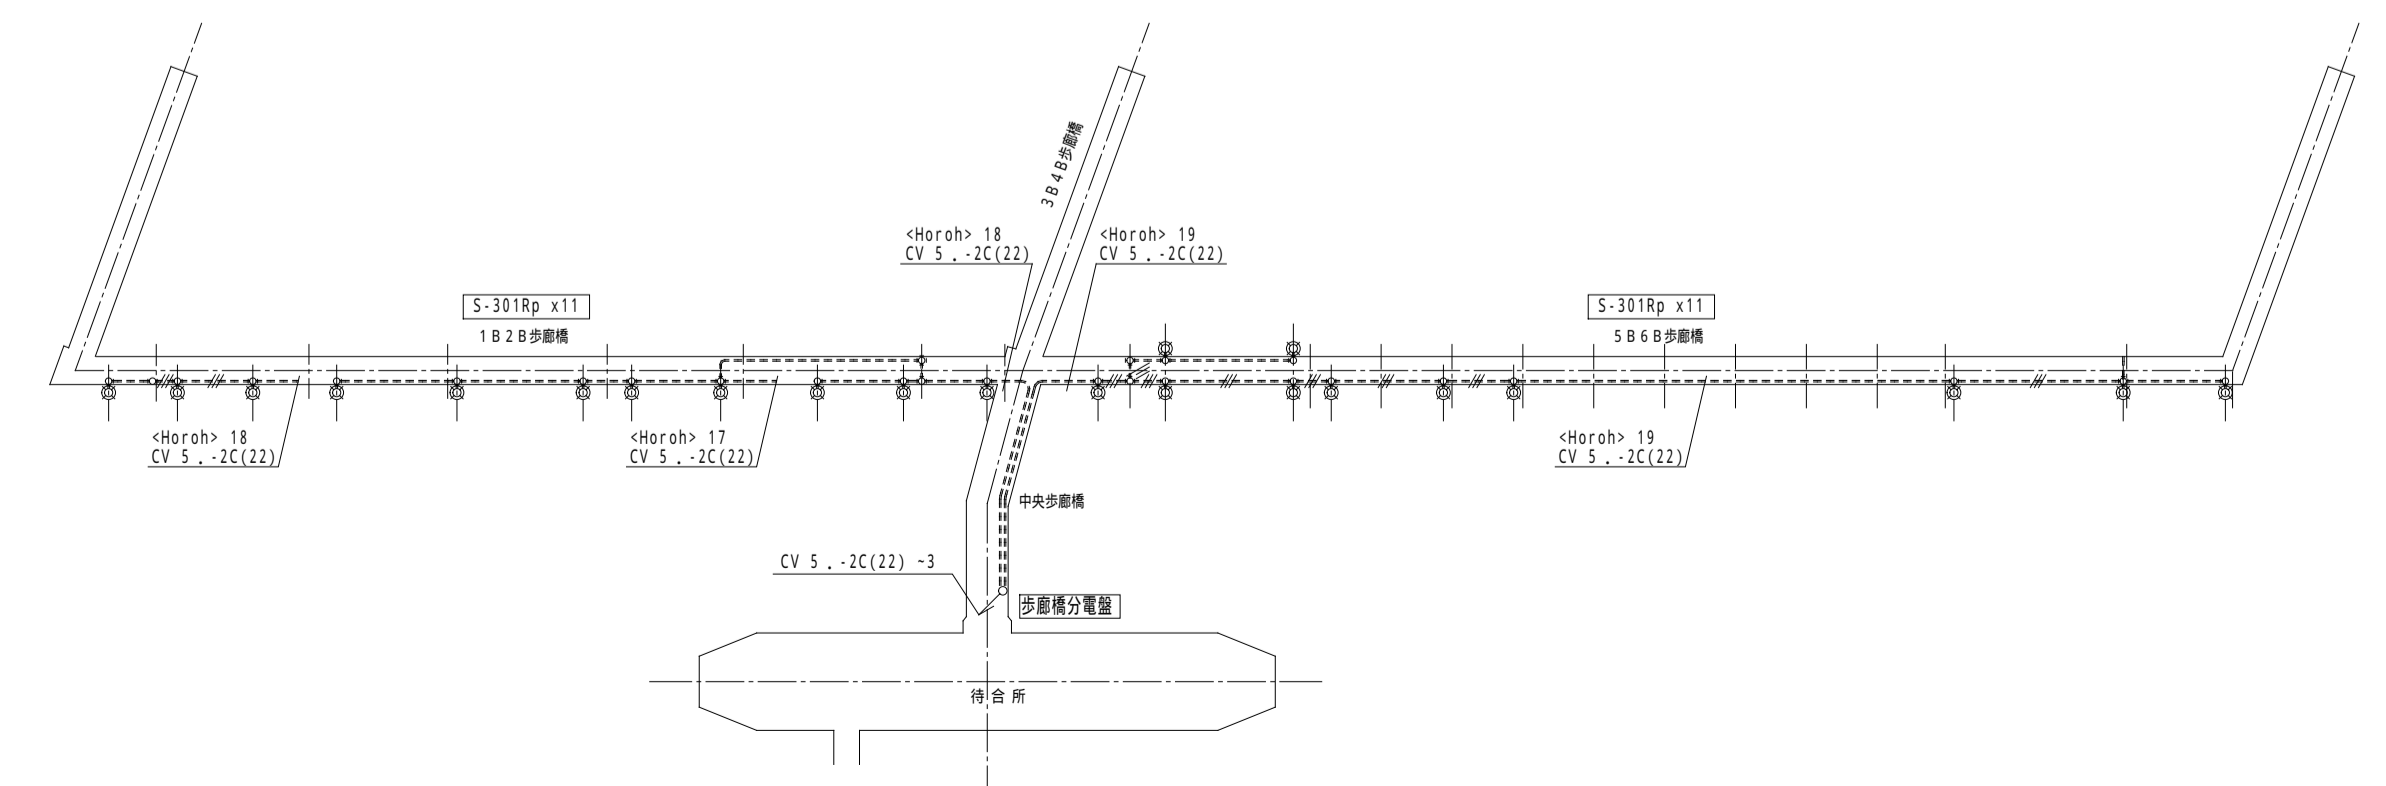 3B4B歩廊橋
<Horoh> 18
CV 5．-2C(22)
<Horoh> 19
CV 5．-2C(22)
S-301Rp x11
1B2B歩廊橋
S-301Rp x11
5B6B歩廊橋
<Horoh> 18
CV 5．-2C(22)
<Horoh> 17
CV 5．-2C(22)
<Horoh> 19
CV 5．-2C(22)
中央歩廊橋
CV 5．-2C(22) ~3
歩廊橋分電盤
待合所